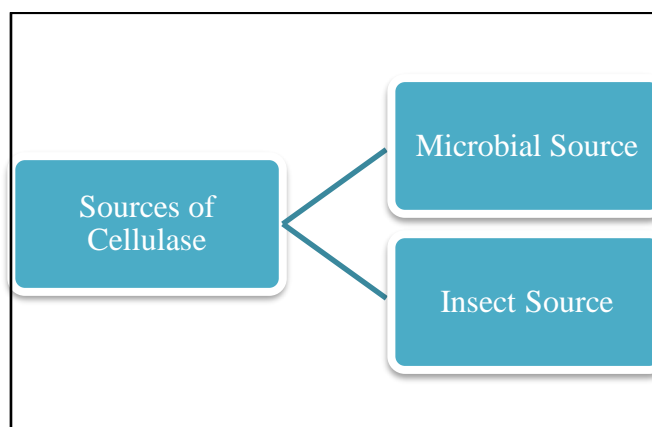 Sources of
Cellulase
Microbial Source
Insect Source